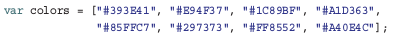 var colors = ["#393E41", "#E94F37", "#1C89BF", "#A1D363",
"#85FFC7", "#297373", "#FF8552", "#A40E4C"];